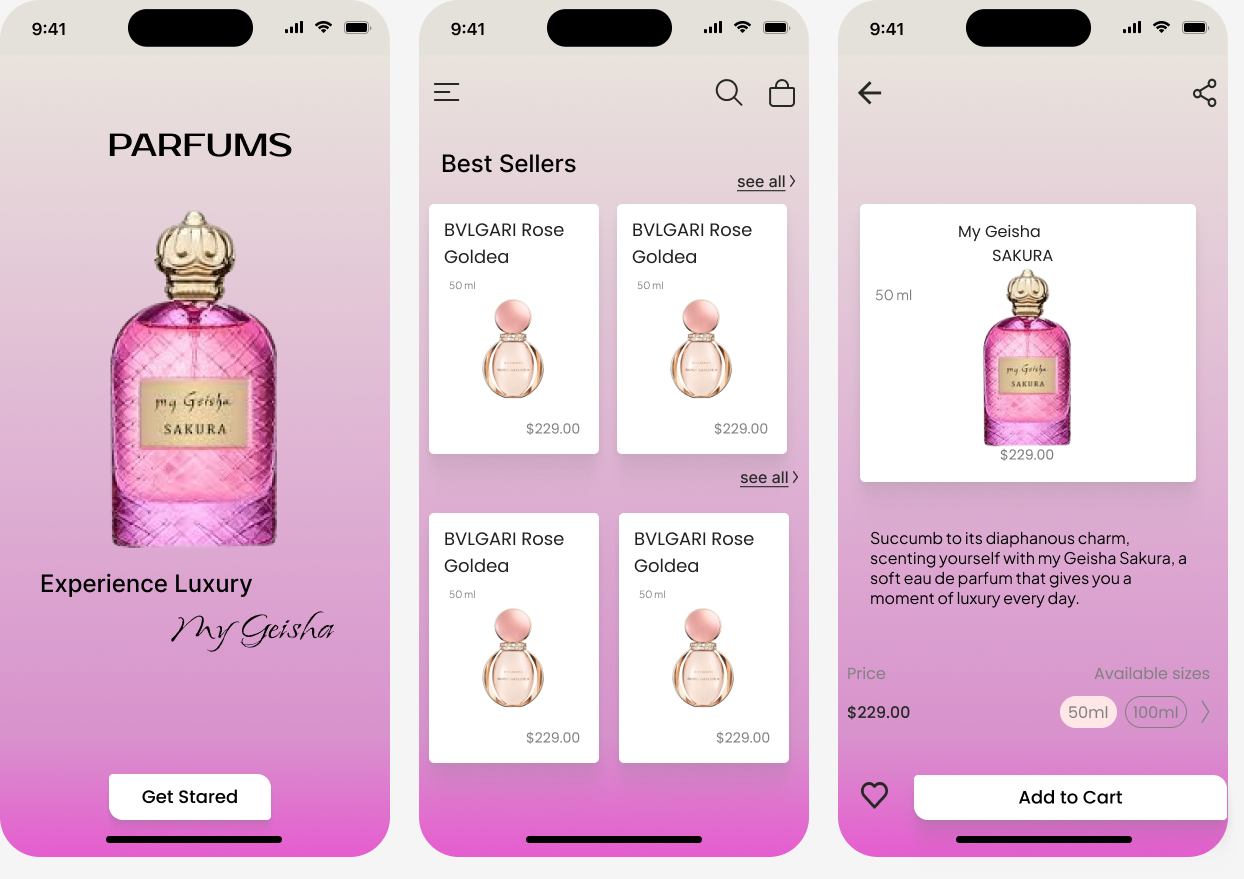 9:41
PARFUMS
my Geisha
SAKURA
Experience Luxury
My Geisha
Get Stared
9:41
Best Sellers
see all
BVLGARI Rose
Goldea
50 ml
$229.00
BVLGARI Rose
Goldea
50 ml
$229.00
see all
BVLGARI Rose
Goldea
50 ml
$229.00
BVLGARI Rose
Goldea
50 ml
$229.00
9:41
My Geisha
SAKURA
50 ml
my Geisha
SAKURA
$229.00
Succumb to its diaphanous charm,
scenting yourself with my Geisha Sakura, a
soft eau de parfum that gives you a
moment of luxury every day.
Price
Available sizes
$229.00
50ml
100ml
Add to Cart